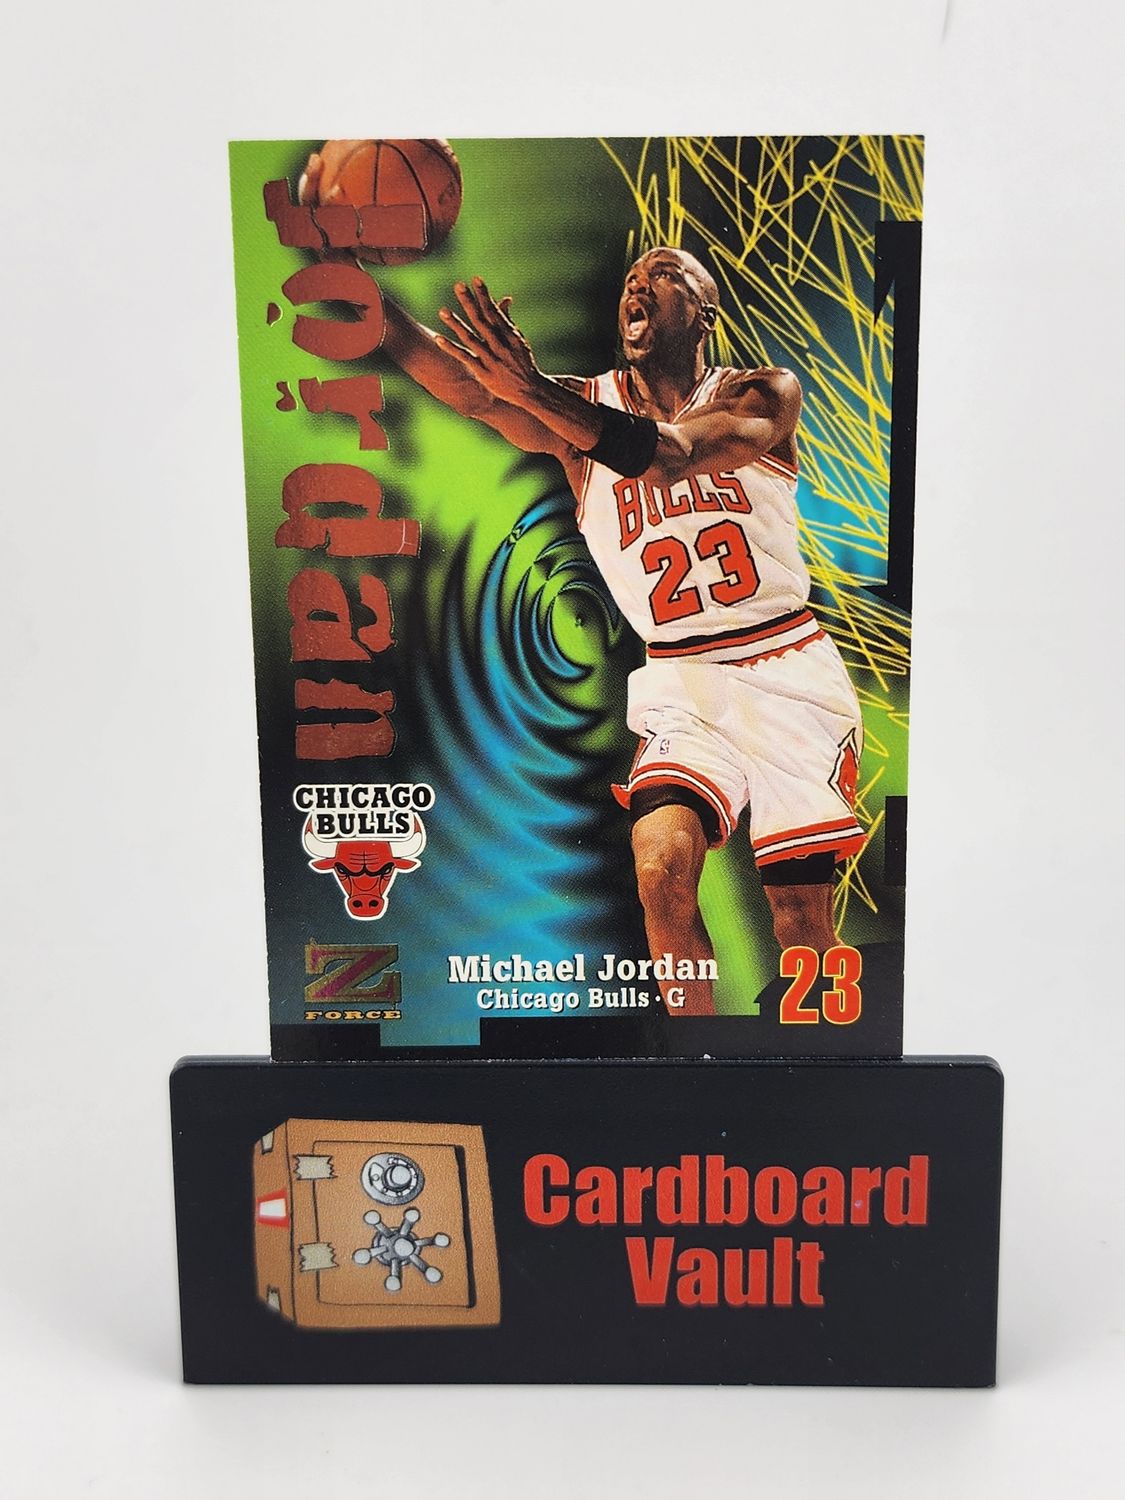 jordan
BULLS
23
CHICAGO
BULLS
Z
FORCE
Michael Jordan
Chicago Bulls · G
23
Cardboard
Vault